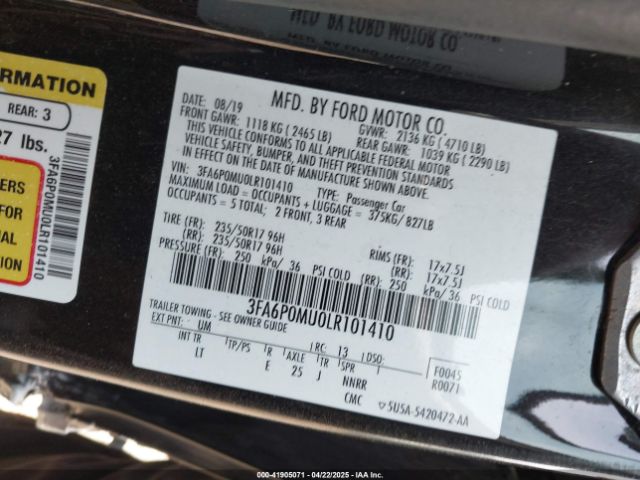 MFD. BY FORD MOTOR CO.
ORMATION
REAR: 3
27 lbs.
3FA6P0MU0LR101410
ERS
FOR
AL
ION
DATE: 08/19 MFD. BY FORD MOTOR CO.
FRONT GAWR: 1118 KG ( 2465 LB) GVWR: 2136 KG ( 4710 LB)
REAR GAWR: 1039 KG ( 2290 LB)
THIS VEHICLE CONFORMS TO ALL APPLICABLE FEDERAL MOTOR
VEHICLE SAFETY, BUMPER, AND THEFT PREVENTION STANDARDS
IN EFFECT ON THE DATE OF MANUFACTURE SHOWN ABOVE.
VIN: 3FA6P0MU0LR101410 TYPE: Passenger Car
MAXIMUM LOAD = OCCUPANTS + LUGGAGE = 375KG/ 827LB
OCCUPANTS = 5 TOTAL; 2 FRONT, 3 REAR
TIRE (FR): 235/50R17 96H RIMS (FR): 17x7.5J
(RR): 235/50R17 96H (RR): 17x7.5J
PRESSURE (FR): 250 kPa/ 36 PSI COLD (RR): 250 kPa/36 PSI COLD
3FA6P0MU0LR101410
TRAILER TOWING - SEE OWNER GUIDE
EXT PNT: UM RC: 13 DSO: F0045
INT TR TP/PS R AXLE TR SPR R0071
LT E 25 J NNRR
CMC 5U5A-5420472-AA
000-41905071 - 04/22/2025 - IAA Inc.